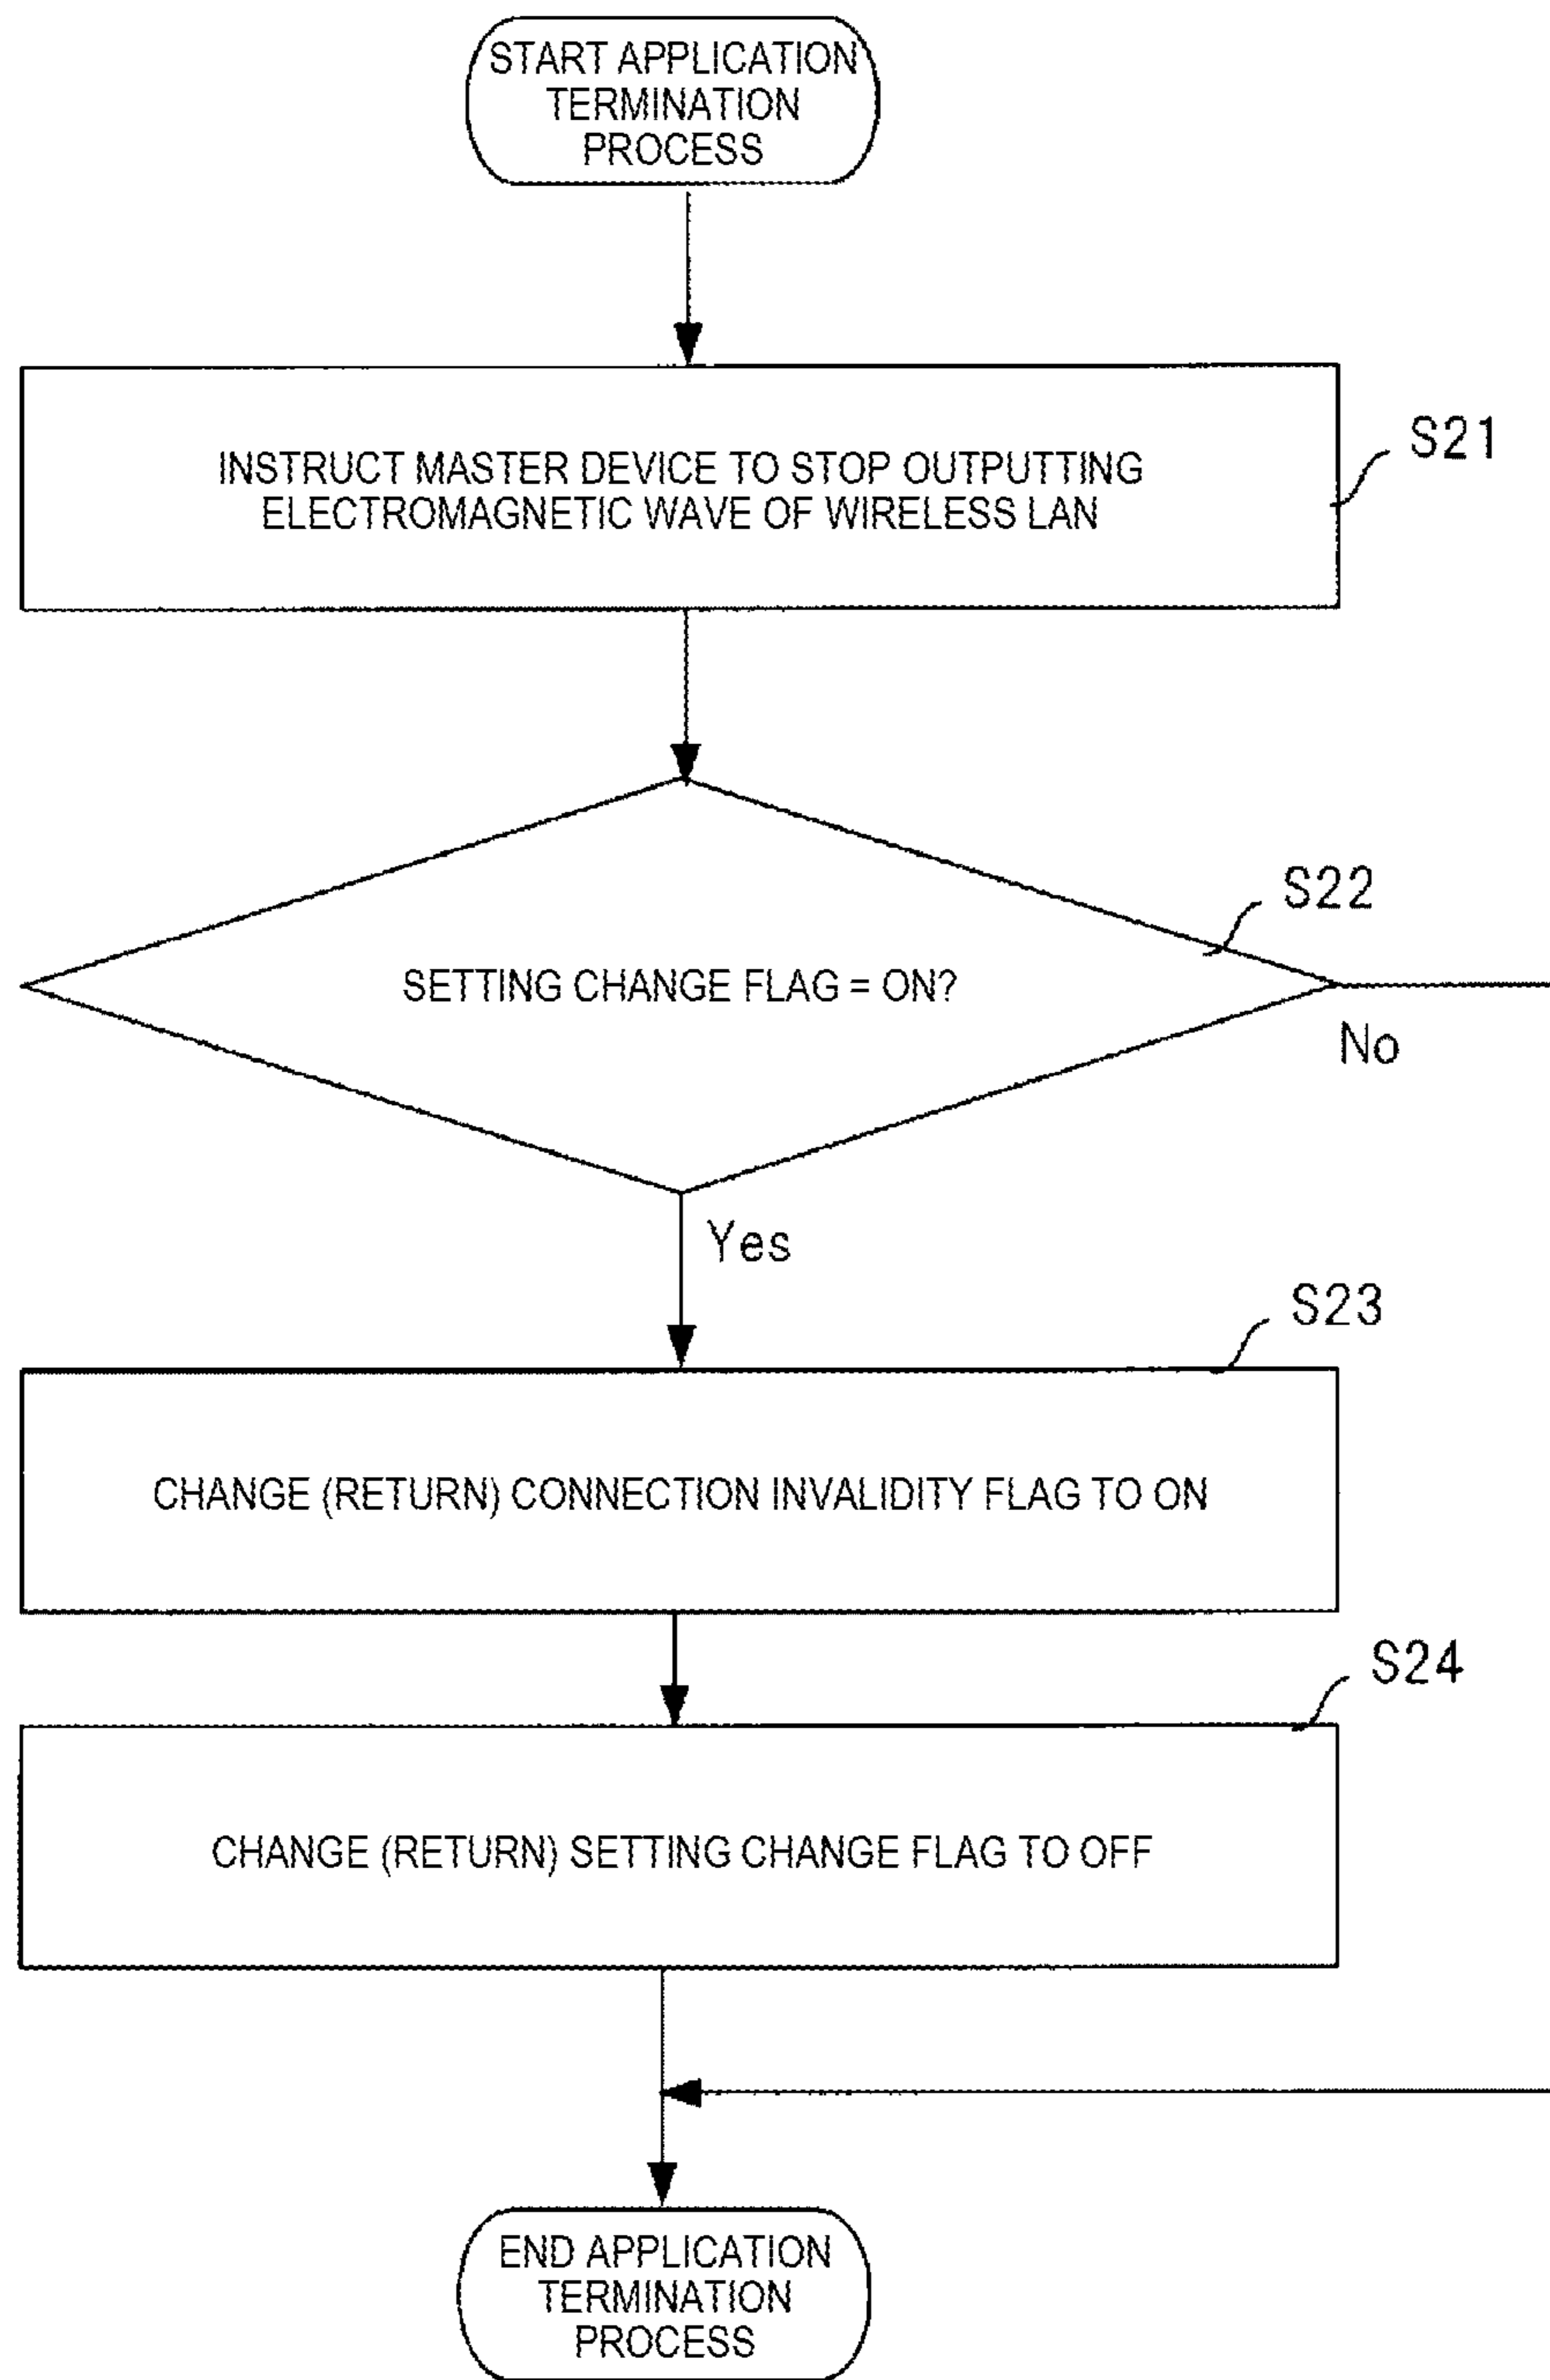 START APPLICATION
TERMINATION
PROCESS
INSTRUCT MASTER DEVICE TO STOP OUTPUTTING
ELECTROMAGNETIC WAVE OF WIRELESS LAN
S21
SETTING CHANGE FLAG = ON?
S22
No
Yes
S23
CHANGE (RETURN) CONNECTION INVALIDITY FLAG TO ON
S24
CHANGE (RETURN) SETTING CHANGE FLAG TO OFF
END APPLICATION
TERMINATION
PROCESS